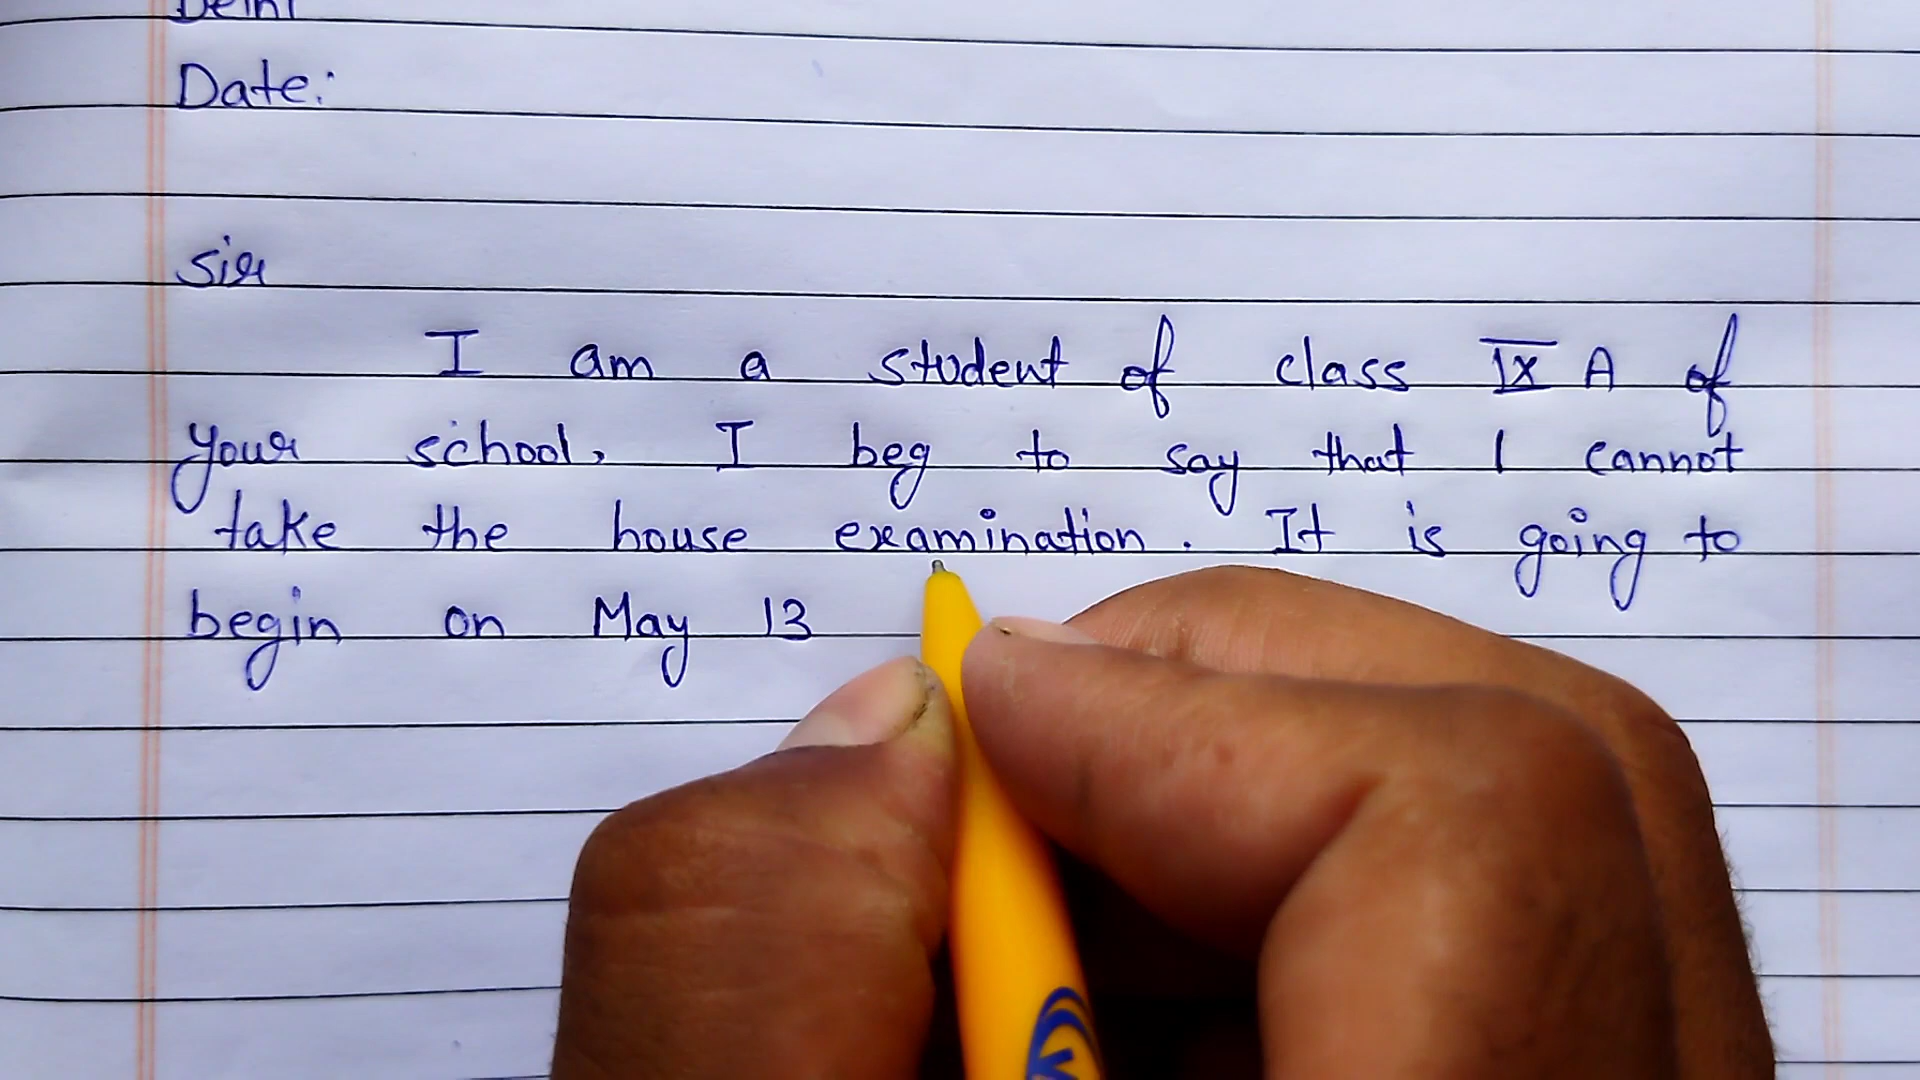 Delhi
Date:
Sir
I am a student of class IX A of
your school, I beg to say that I cannot
take the house examination. It is going to
begin on May 13